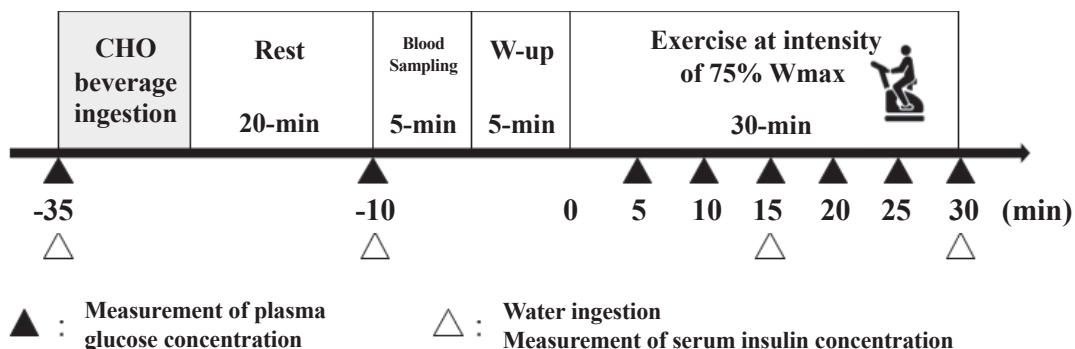 CHO
beverage
ingestion
Rest
20-min
Blood
Sampling
5-min
W-up
5-min
Exercise at intensity
of 75% Wmax
30-min
-35
-10
0
5
10
15
20
25
30
(min)
: Measurement of plasma
glucose concentration
: Water ingestion
Measurement of serum insulin concentration